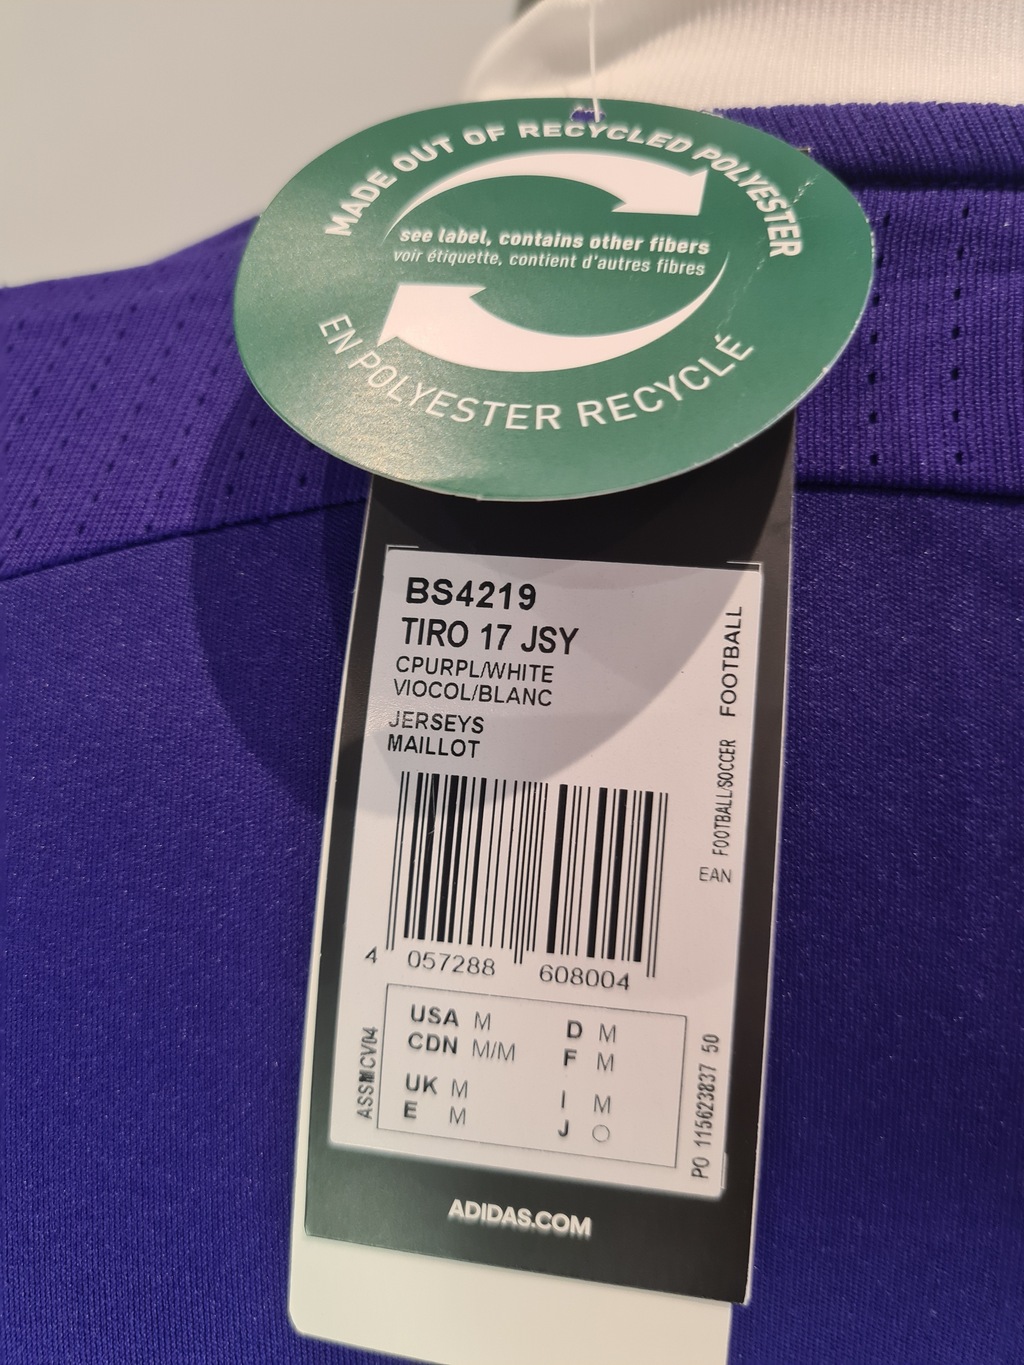 MADE OUT OF RECYCLED POLYESTER
see label, contains other fibers
voir étiquette, contient d'autres fibres
EN POLYESTER RECYCLÉ
BS4219
TIRO 17 JSY
CPURPL/WHITE
VIOCOL/BLANC
JERSEYS
MAILLOT
FOOTBALL/SOCCER FOOTBALL
EAN
4 057288 608004
USA M D M
CDN M/M F M
UK M I M
E M J O
ASSMCV04
PO 115623837 50
ADIDAS.COM